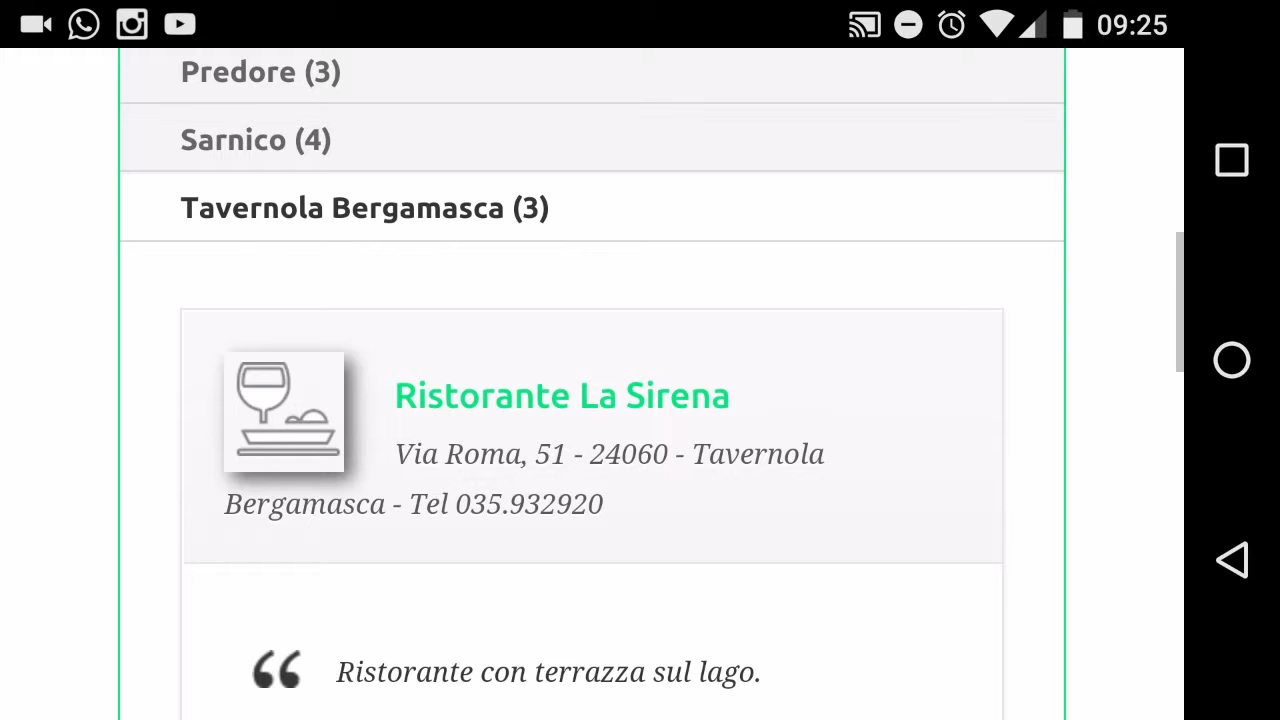 09:25
Predore (3)
Sarnico (4)
Tavernola Bergamasca (3)
Ristorante La Sirena
Via Roma, 51 - 24060 - Tavernola
Bergamasca - Tel 035.932920
“ Ristorante con terrazza sul lago.